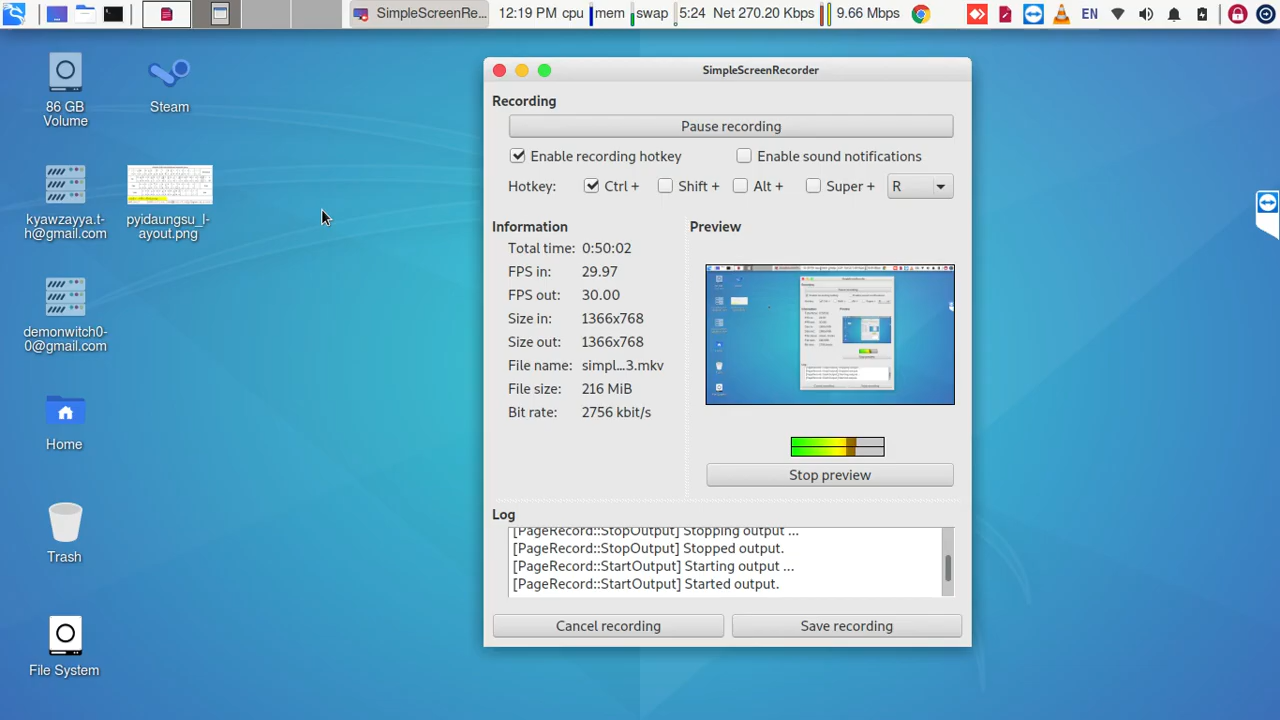 SimpleScreenRe...
12:19 PM cpu mem swap 5:24 Net 270.20 Kbps 9.66 Mbps
EN
86 GB
Volume
Steam
kyawzayya.t-
h@gmail.com
pyidaungsu_l-
ayout.png
demonwitch0-
0@gmail.com
Home
Trash
File System
SimpleScreenRecorder
Recording
Pause recording
Enable recording hotkey
Enable sound notifications
Hotkey: Ctrl + Shift + Alt + Super + R
Information
Total time: 0:50:02
FPS in: 29.97
FPS out: 30.00
Size in: 1366x768
Size out: 1366x768
File name: simpl...3.mkv
File size: 216 MiB
Bit rate: 2756 kbit/s
Preview
Stop preview
Log
[PageRecord::StopOutput] Stopping output ...
[PageRecord::StopOutput] Stopped output.
[PageRecord::StartOutput] Starting output ...
[PageRecord::StartOutput] Started output.
Cancel recording
Save recording